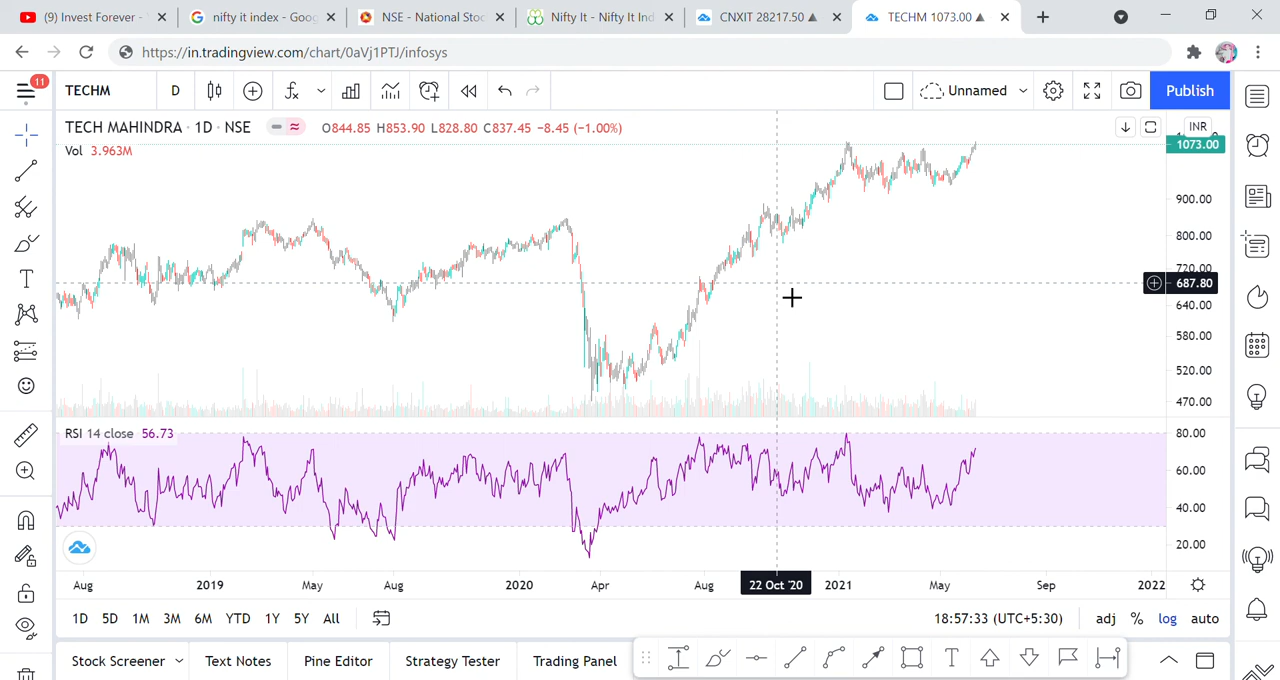 (9) Invest Forever -
nifty it index - Goog
NSE - National Stoc
Nifty It - Nifty It Ind
CNXIT 28217.50 ▲
TECHM 1073.00 ▲
https://in.tradingview.com/chart/0aVj1PTJ/infosys
11
TECHM
D
Unnamed
Publish
TECH MAHINDRA · 1D · NSE
O844.85 H853.90 L828.80 C837.45 −8.45 (−1.00%)
INR
Vol 3.963M
1073.00
900.00
800.00
720.00
687.80
640.00
580.00
520.00
470.00
RSI 14 close 56.73
80.00
60.00
40.00
20.00
Aug 2019 May Aug 2020 Apr Aug 22 Oct '20 2021 May Sep 2022
1D 5D 1M 3M 6M YTD 1Y 5Y All
18:57:33 (UTC+5:30)
adj % log auto
Stock Screener
Text Notes
Pine Editor
Strategy Tester
Trading Panel